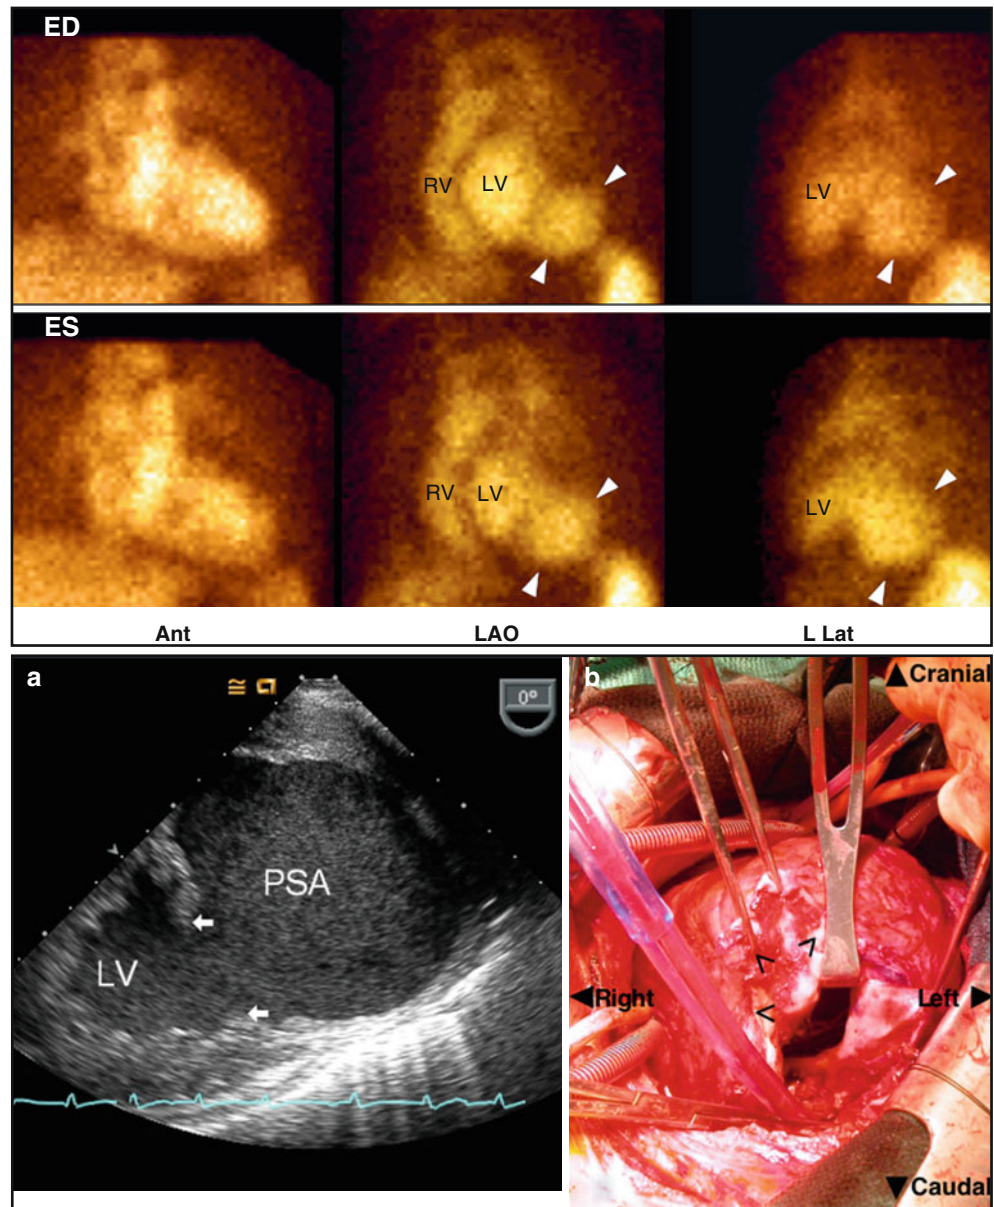 ED
RV
LV
LV
ES
RV
LV
LV
Ant
LAO
L Lat
a
0°
PSA
LV
b
Cranial
Right
Left
Caudal